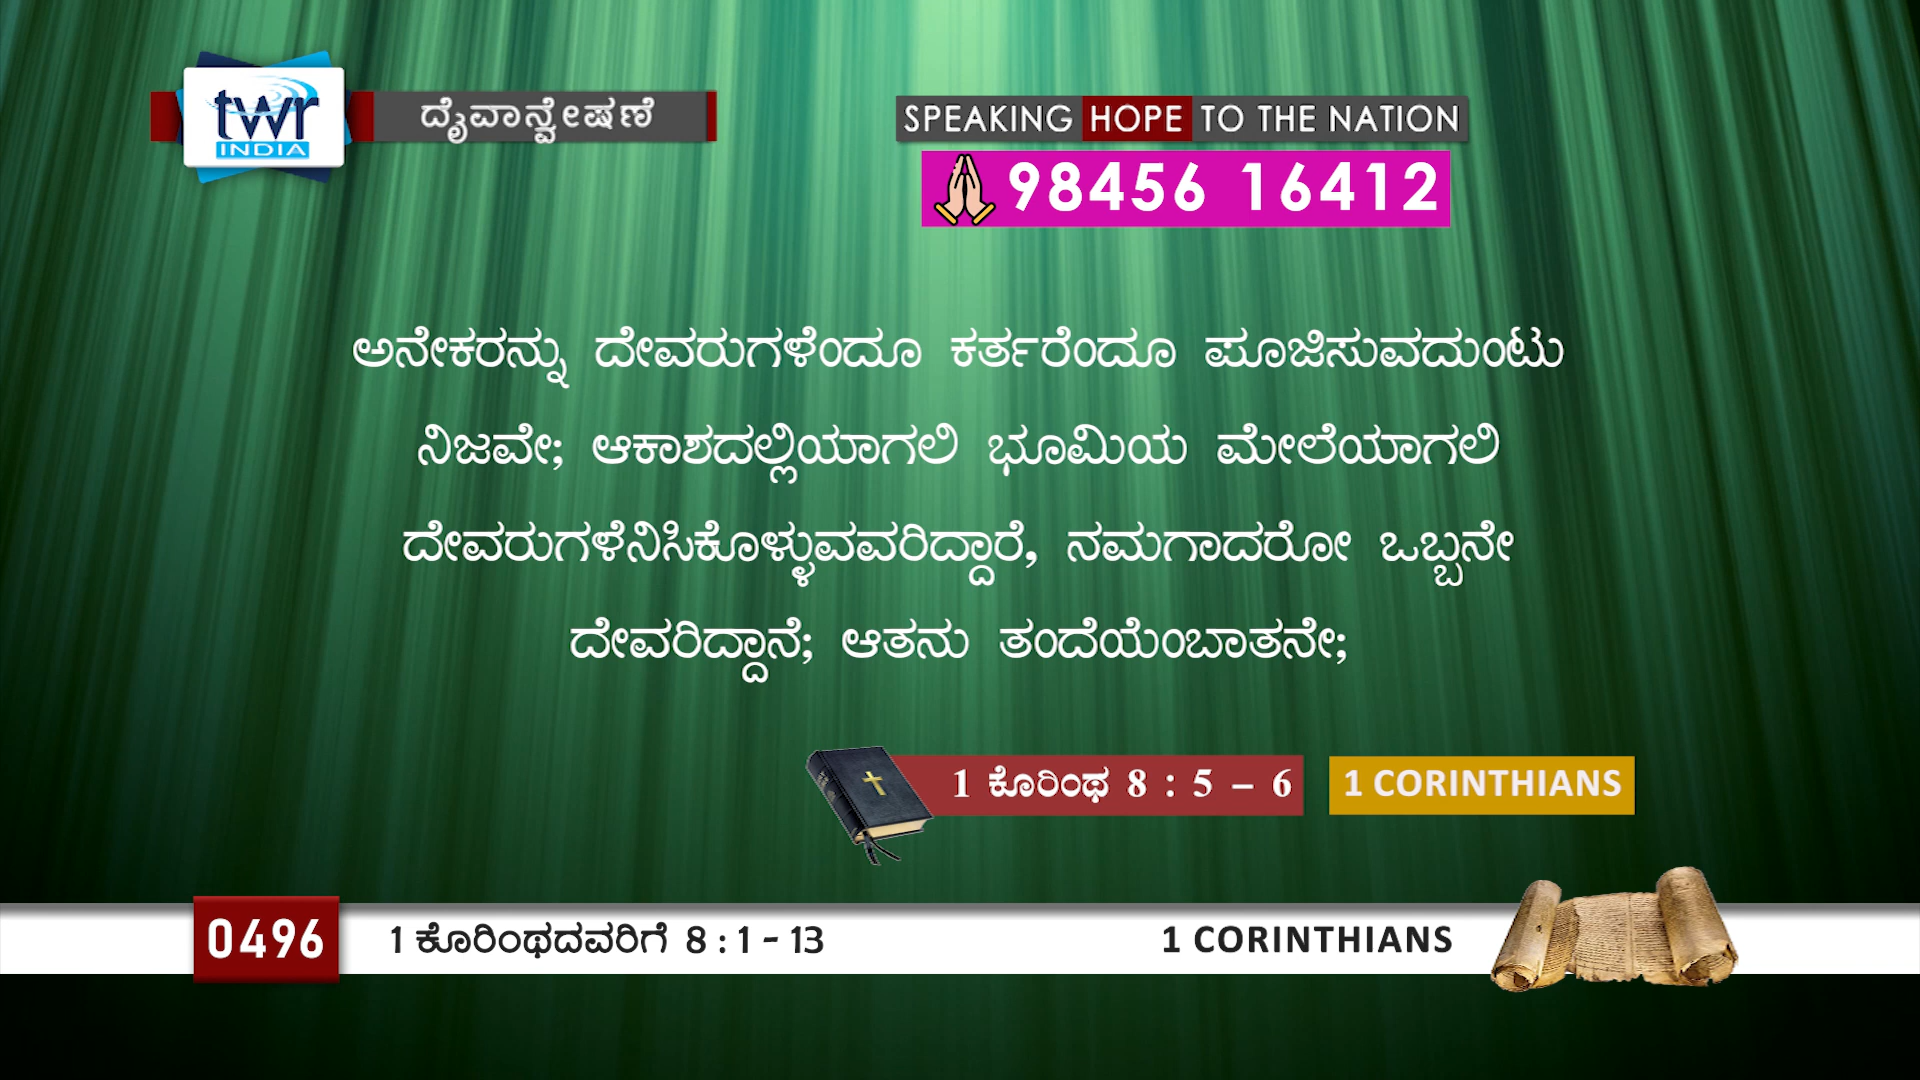 twr
INDIA
ದೈವಾನ್ವೇಷಣೆ
SPEAKING HOPE TO THE NATION
98456 16412
ಅನೇಕರನ್ನು ದೇವರುಗಳೆಂದೂ ಕರ್ತರೆಂದೂ ಪೂಜಿಸುವದುಂಟು
ನಿಜವೇ; ಆಕಾಶದಲ್ಲಿಯಾಗಲಿ ಭೂಮಿಯ ಮೇಲೆಯಾಗಲಿ
ದೇವರುಗಳೆನಿಸಿಕೊಳ್ಳುವವರಿದ್ದಾರೆ, ನಮಗಾದರೋ ಒಬ್ಬನೇ
ದೇವರಿದ್ದಾನೆ; ಆತನು ತಂದೆಯೆಂಬಾತನೇ;
1 ಕೊರಿಂಥ 8 : 5 – 6
1 CORINTHIANS
0496
1 ಕೊರಿಂಥದವರಿಗೆ 8 : 1 - 13
1 CORINTHIANS